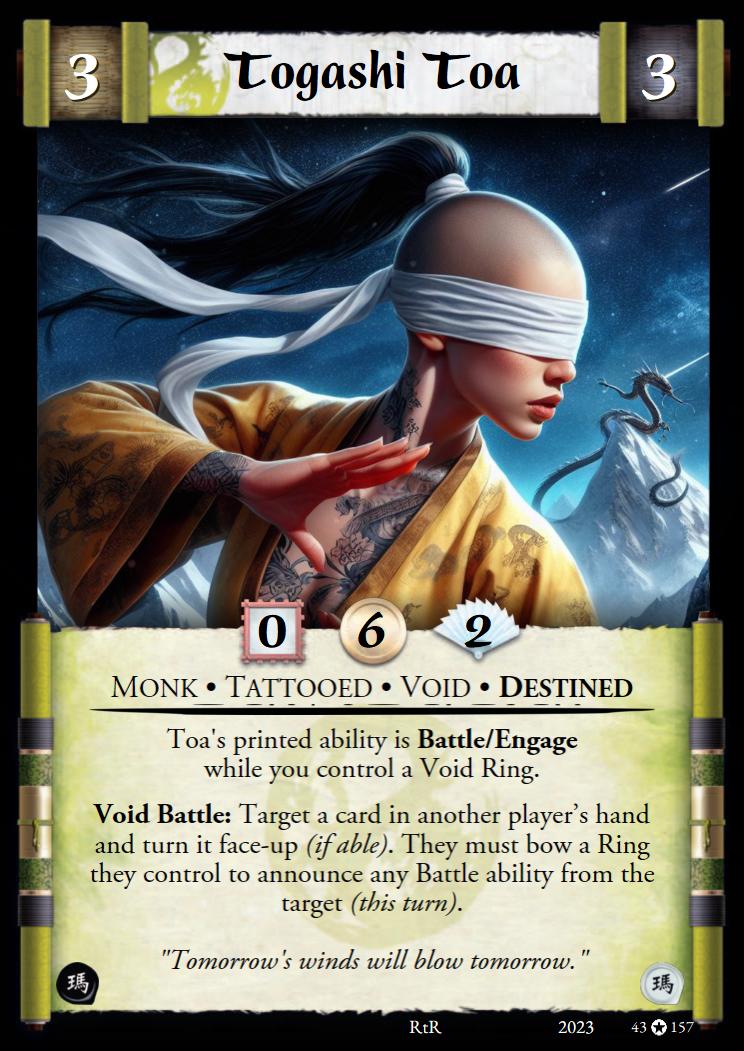 3 Togashi Toa 3
0 6 2
Monk • Tattooed • Void • Destined
Toa's printed ability is Battle/Engage
while you control a Void Ring.
Void Battle: Target a card in another player's hand
and turn it face-up (if able). They must bow a Ring
they control to announce any Battle ability from the
target (this turn).
"Tomorrow's winds will blow tomorrow."
瑪 瑪
RtR 2023 43 ✪ 157